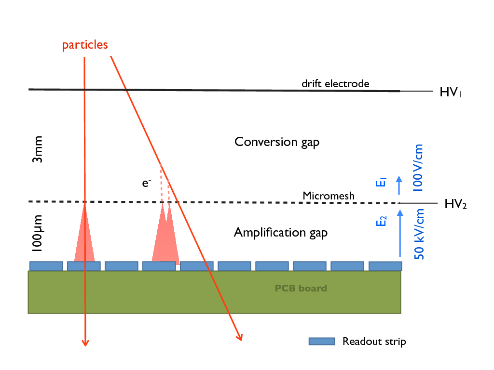 particles
drift electrode
HV1
3mm
Conversion gap
E1
100V/cm
e-
Micromesh
HV2
100μm
Amplification gap
E2
50 kV/cm
PCB board
Readout strip